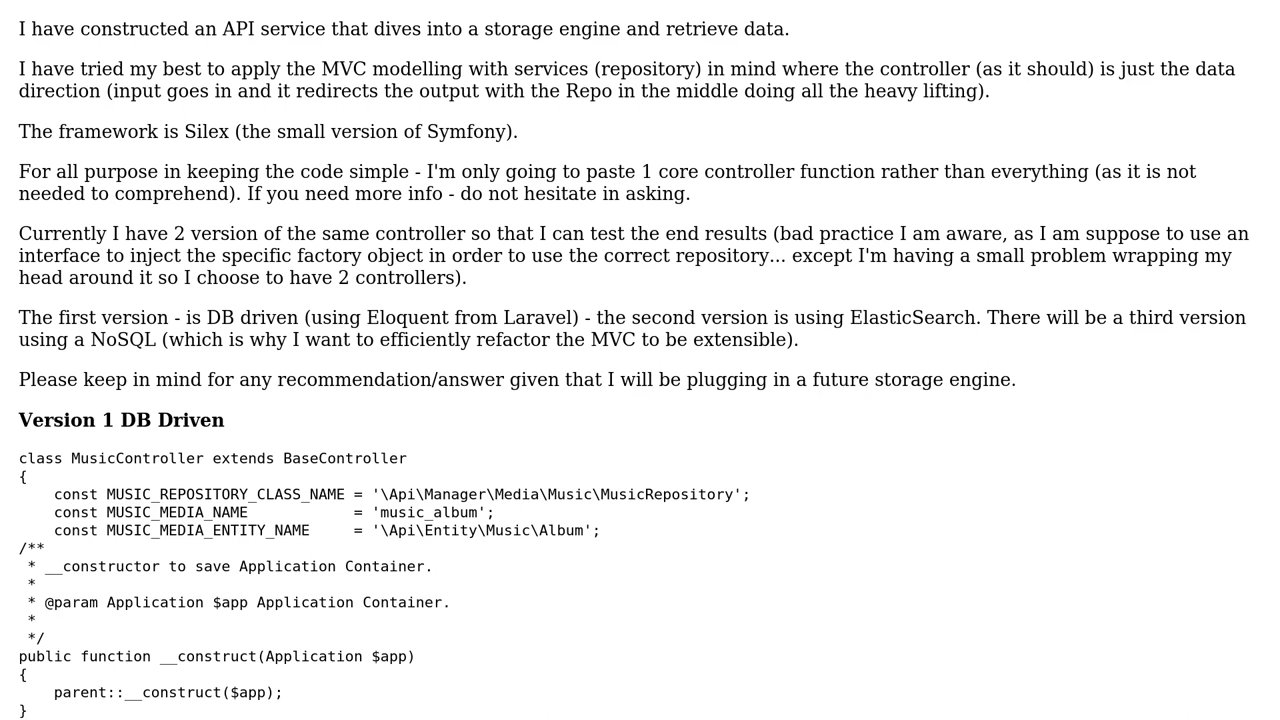 I have constructed an API service that dives into a storage engine and retrieve data.
I have tried my best to apply the MVC modelling with services (repository) in mind where the controller (as it should) is just the data
direction (input goes in and it redirects the output with the Repo in the middle doing all the heavy lifting).
The framework is Silex (the small version of Symfony).
For all purpose in keeping the code simple - I'm only going to paste 1 core controller function rather than everything (as it is not
needed to comprehend). If you need more info - do not hesitate in asking.
Currently I have 2 version of the same controller so that I can test the end results (bad practice I am aware, as I am suppose to use an
interface to inject the specific factory object in order to use the correct repository... except I'm having a small problem wrapping my
head around it so I choose to have 2 controllers).
The first version - is DB driven (using Eloquent from Laravel) - the second version is using ElasticSearch. There will be a third version
using a NoSQL (which is why I want to efficiently refactor the MVC to be extensible).
Please keep in mind for any recommendation/answer given that I will be plugging in a future storage engine.
Version 1 DB Driven
class MusicController extends BaseController
{
    const MUSIC_REPOSITORY_CLASS_NAME = '\Api\Manager\Media\Music\MusicRepository';
    const MUSIC_MEDIA_NAME            = 'music_album';
    const MUSIC_MEDIA_ENTITY_NAME     = '\Api\Entity\Music\Album';
/**
 * __constructor to save Application Container.
 *
 * @param Application $app Application Container.
 *
 */
public function __construct(Application $app)
{
    parent::__construct($app);
}